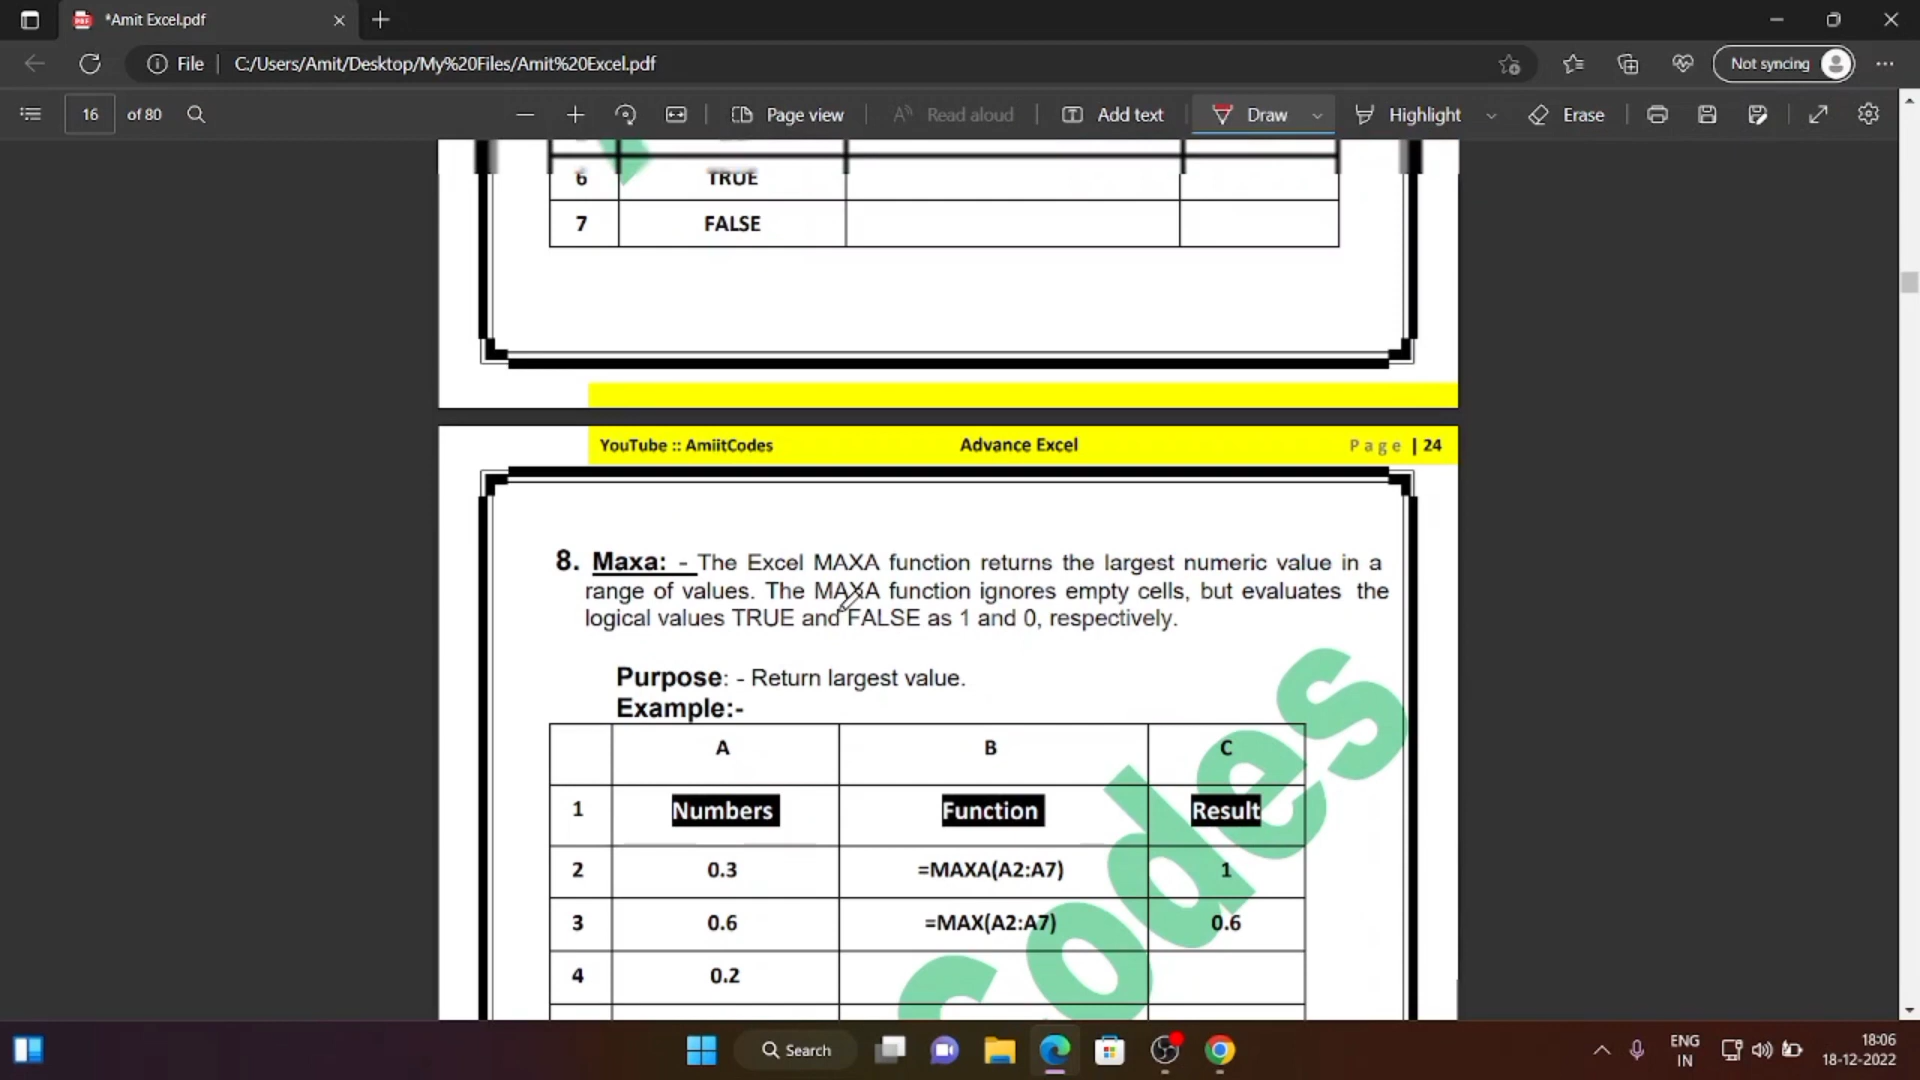 *Amit Excel.pdf
File C:/Users/Amit/Desktop/My%20Files/Amit%20Excel.pdf Not syncing
16 of 80 Page view Read aloud Add text Draw Highlight Erase
6 TRUE
7 FALSE
YouTube :: AmiitCodes Advance Excel Page | 24
8. Maxa: - The Excel MAXA function returns the largest numeric value in a
range of values. The MAXA function ignores empty cells, but evaluates the
logical values TRUE and FALSE as 1 and 0, respectively.
Purpose: - Return largest value.
Example:-
A B C
1 Numbers Function Result
2 0.3 =MAXA(A2:A7) 1
3 0.6 =MAX(A2:A7) 0.6
4 0.2
Codes
Search
ENG
IN
18:06
18-12-2022